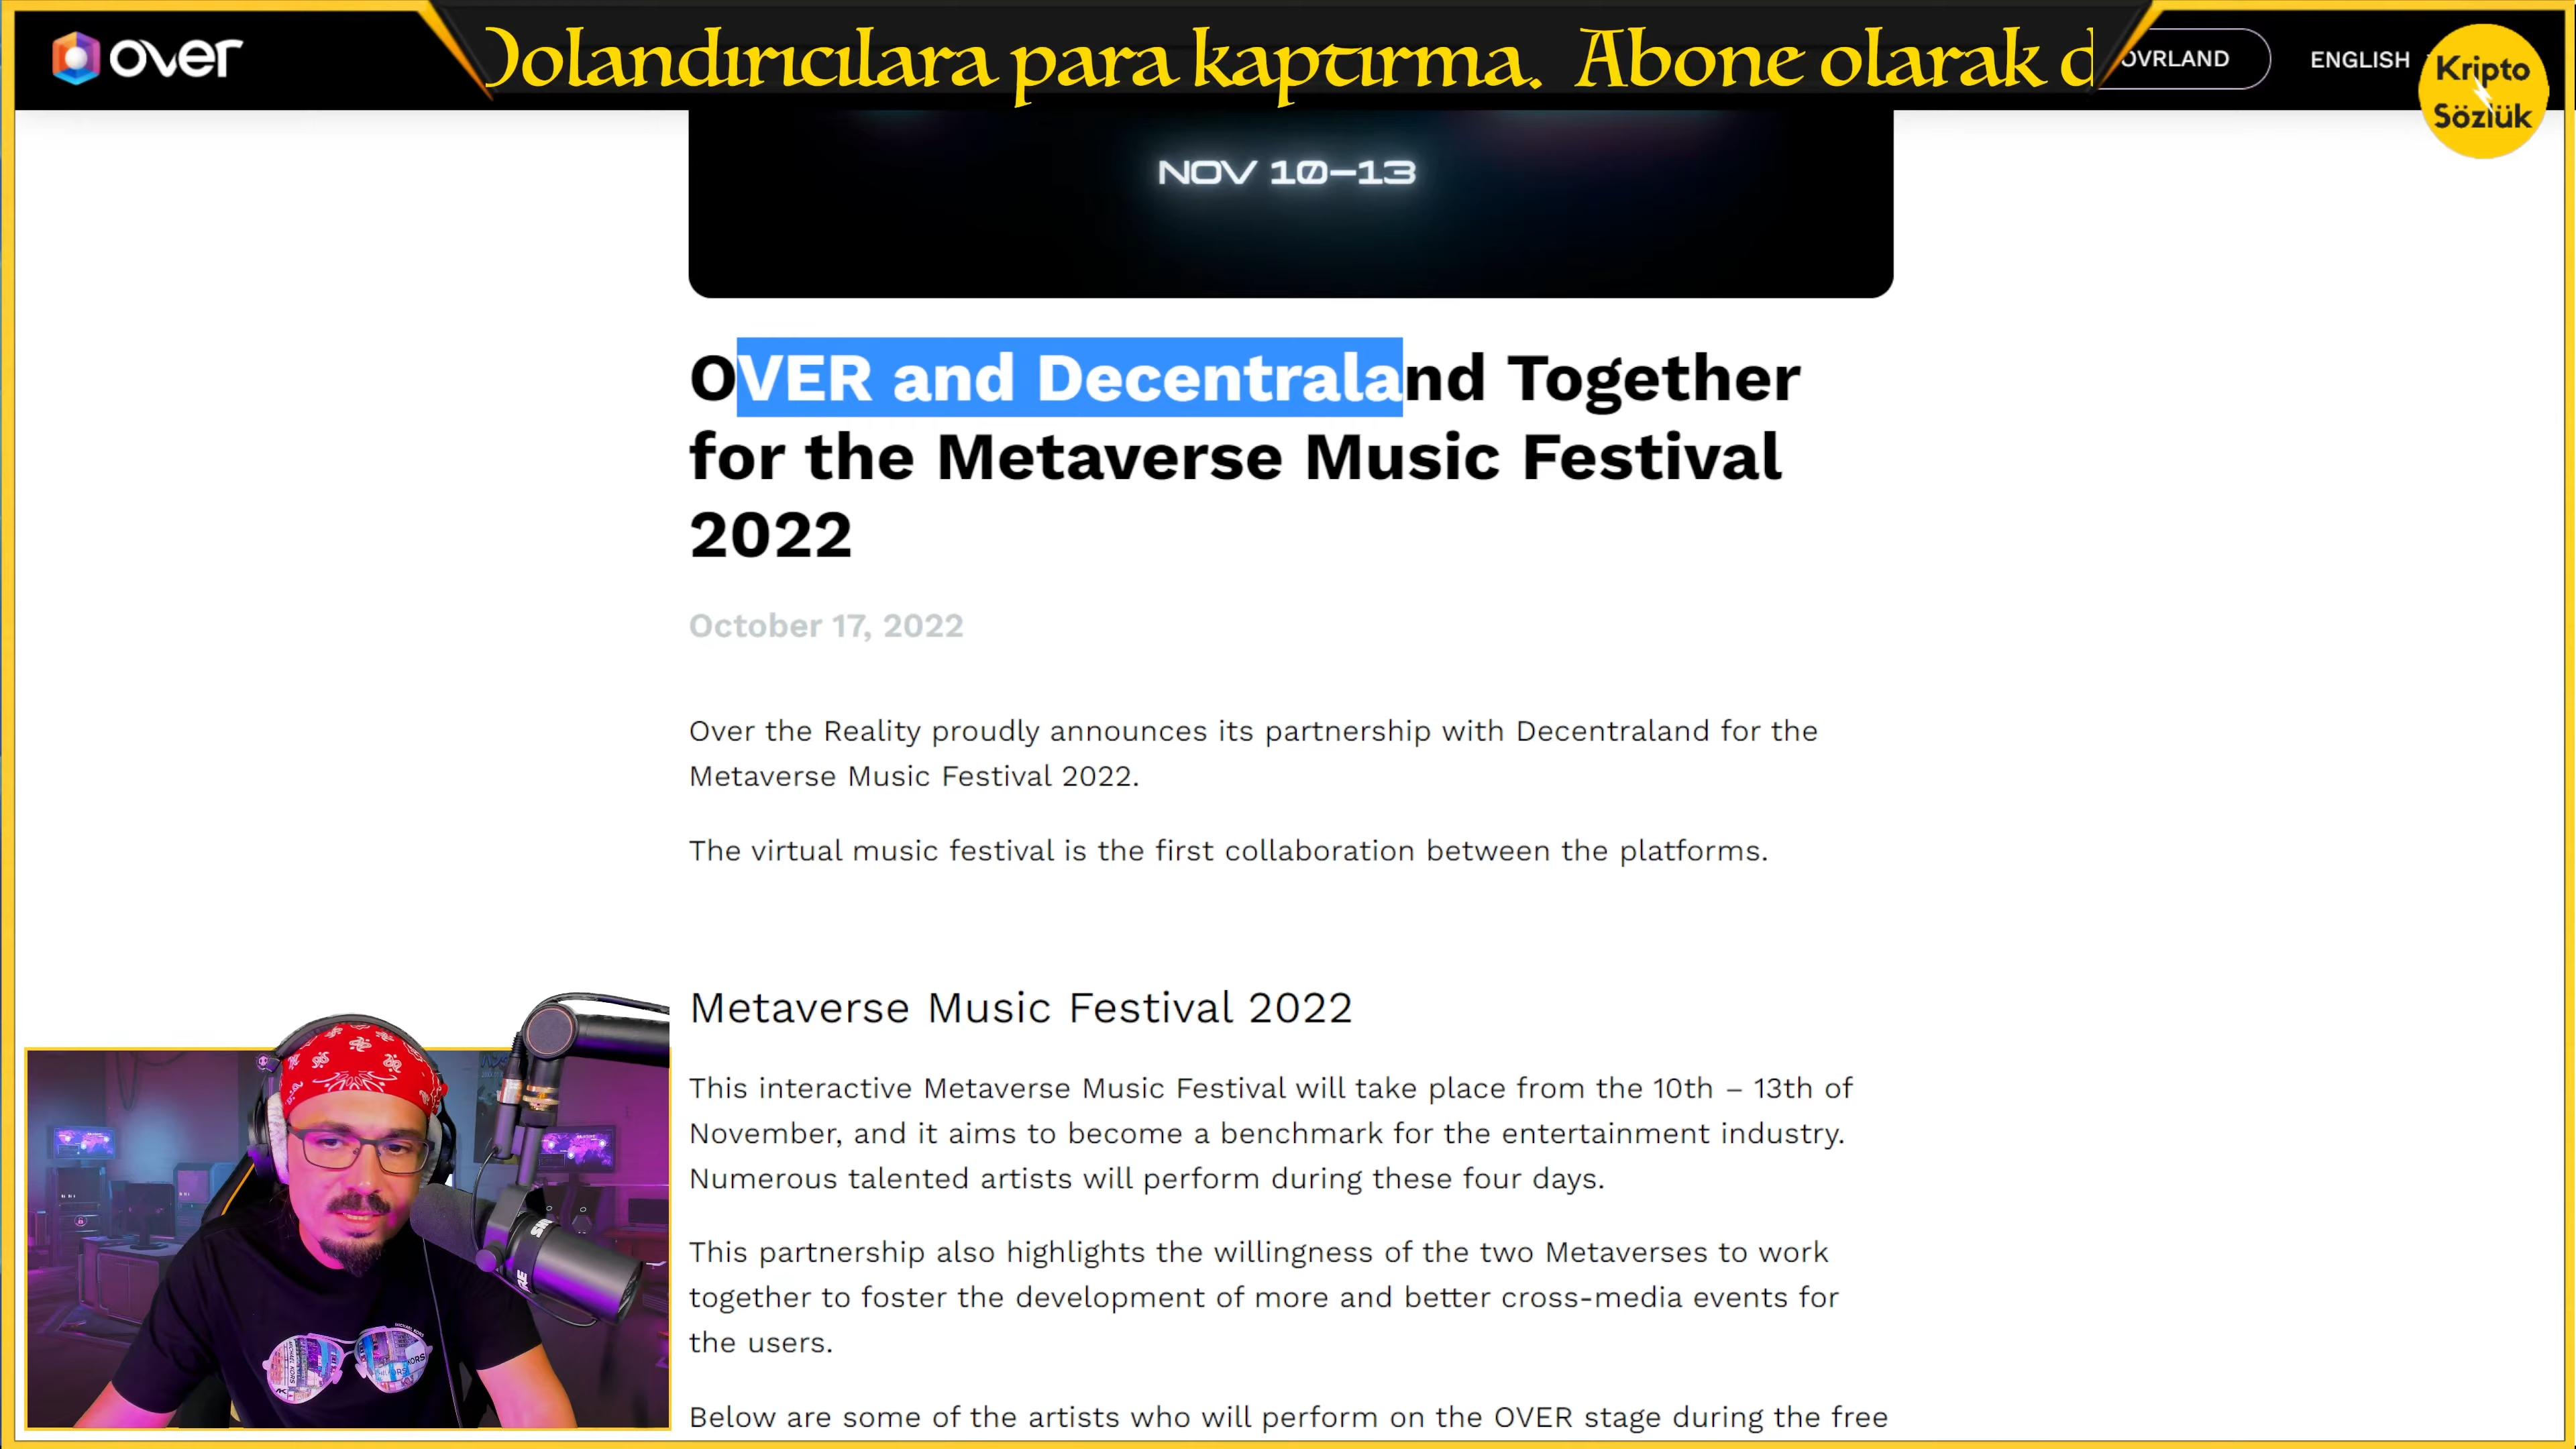 over
Dolandırıcılara para kaptırma. Abone olarak d
OVRLAND
ENGLISH
Kripto
Sözlük
NOV 10–13
OVER and Decentraland Together
for the Metaverse Music Festival
2022
October 17, 2022
Over the Reality proudly announces its partnership with Decentraland for the
Metaverse Music Festival 2022.
The virtual music festival is the first collaboration between the platforms.
Metaverse Music Festival 2022
This interactive Metaverse Music Festival will take place from the 10th – 13th of
November, and it aims to become a benchmark for the entertainment industry.
Numerous talented artists will perform during these four days.
This partnership also highlights the willingness of the two Metaverses to work
together to foster the development of more and better cross-media events for
the users.
Below are some of the artists who will perform on the OVER stage during the free